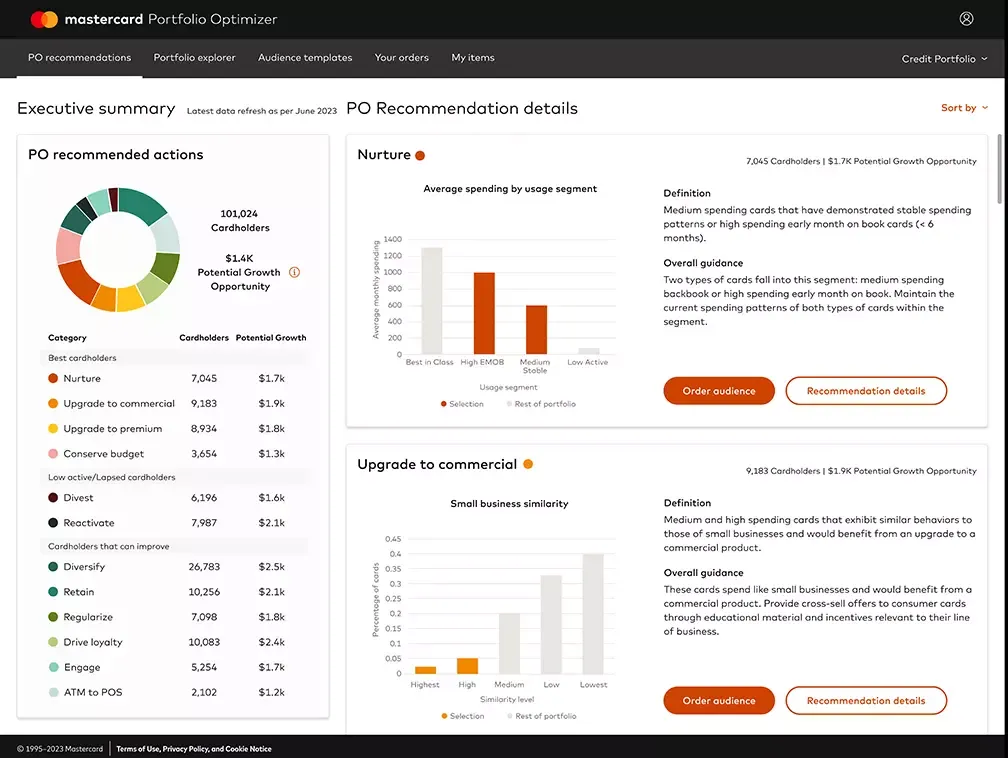 mastercard Portfolio Optimizer
PO recommendations Portfolio explorer Audience templates Your orders My items Credit Portfolio
Executive summary Latest data refresh as per June 2023
PO recommended actions
101,024
Cardholders
$1.4K
Potential Growth
Opportunity
Category Cardholders Potential Growth
Best cardholders
Nurture 7,045 $1.7k
Upgrade to commercial 9,183 $1.9k
Upgrade to premium 8,934 $1.8k
Conserve budget 3,654 $1.3k
Low active/Lapsed cardholders
Divest 6,196 $1.6k
Reactivate 7,987 $2.1k
Cardholders that can improve
Diversify 26,783 $2.5k
Retain 10,256 $2.1k
Regularize 7,098 $1.8k
Drive loyalty 10,083 $2.4k
Engage 5,254 $1.7k
ATM to POS 2,102 $1.2k
PO Recommendation details
Sort by
Nurture
7,045 Cardholders | $1.7K Potential Growth Opportunity
Average spending by usage segment
Average monthly spending
1400
1200
1000
800
600
400
200
0
Best in Class High EMOB Medium Low Active
Stable
Usage segment
Selection Rest of portfolio
Definition
Medium spending cards that have demonstrated stable spending
patterns or high spending early month on book cards (< 6
months).
Overall guidance
Two types of cards fall into this segment: medium spending
backbook or high spending early month on book. Maintain the
current spending patterns of both types of cards within the
segment.
Order audience Recommendation details
Upgrade to commercial
9,183 Cardholders | $1.9K Potential Growth Opportunity
Small business similarity
Percentage of cards
0.45
0.4
0.35
0.3
0.25
0.2
0.15
0.1
0.05
0
Highest High Medium Low Lowest
Similarity level
Selection Rest of portfolio
Definition
Medium and high spending cards that exhibit similar behaviors to
those of small businesses and would benefit from an upgrade to a
commercial product.
Overall guidance
These cards spend like small businesses and would benefit from a
commercial product. Provide cross-sell offers to consumer cards
through educational material and incentives relevant to their line
of business.
Order audience Recommendation details
© 1995-2023 Mastercard Terms of Use, Privacy Policy, and Cookie Notice